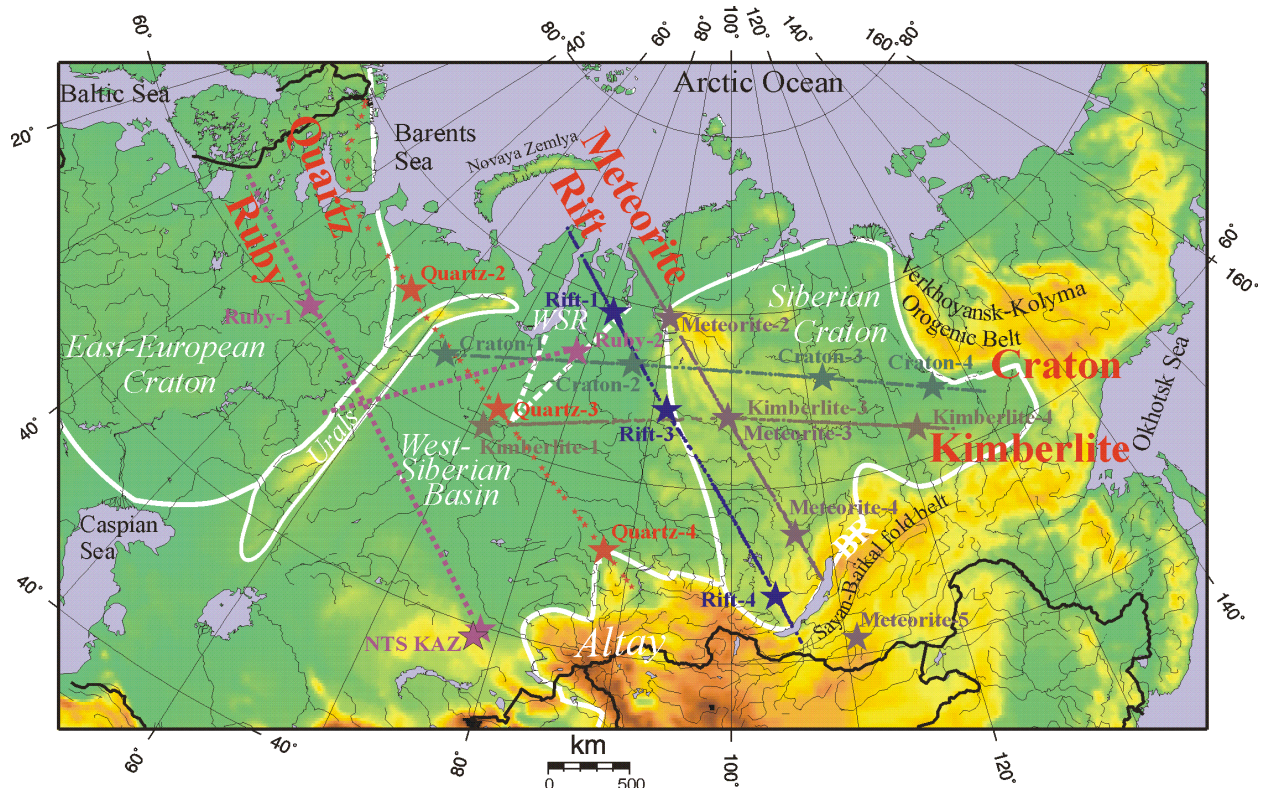 60°
80°
40°
60°
80°
100°
120°
140°
160°
80°
Baltic Sea
Arctic Ocean
20°
Barents
Sea
Novaya Zemlya
Quartz
Meteorite
Rift
Ruby
60°
160°
Quartz-2
Verkhoyansk-Kolyma
Orogenic Belt
Siberian
Craton
Rift-1
WSR
Meteorite-2
Ruby-1
Ruby-2
East-European
Craton
Craton-1
Craton-2
Craton-3
Craton-4
Craton
Okhotsk Sea
Quartz-3
Kimberlite-3
Kimberlite-4
40°
Urals
Rift-3
Meteorite-3
Kimberlite
Kimberlite-1
West-
Siberian
Basin
Caspian
Sea
Meteorite-4
BR
Sayan-Baikal fold belt
Quartz-4
40°
Rift-4
140°
Meteorite-5
NTS KAZ
Altay
60°
40°
80°
km
0
500
100°
120°